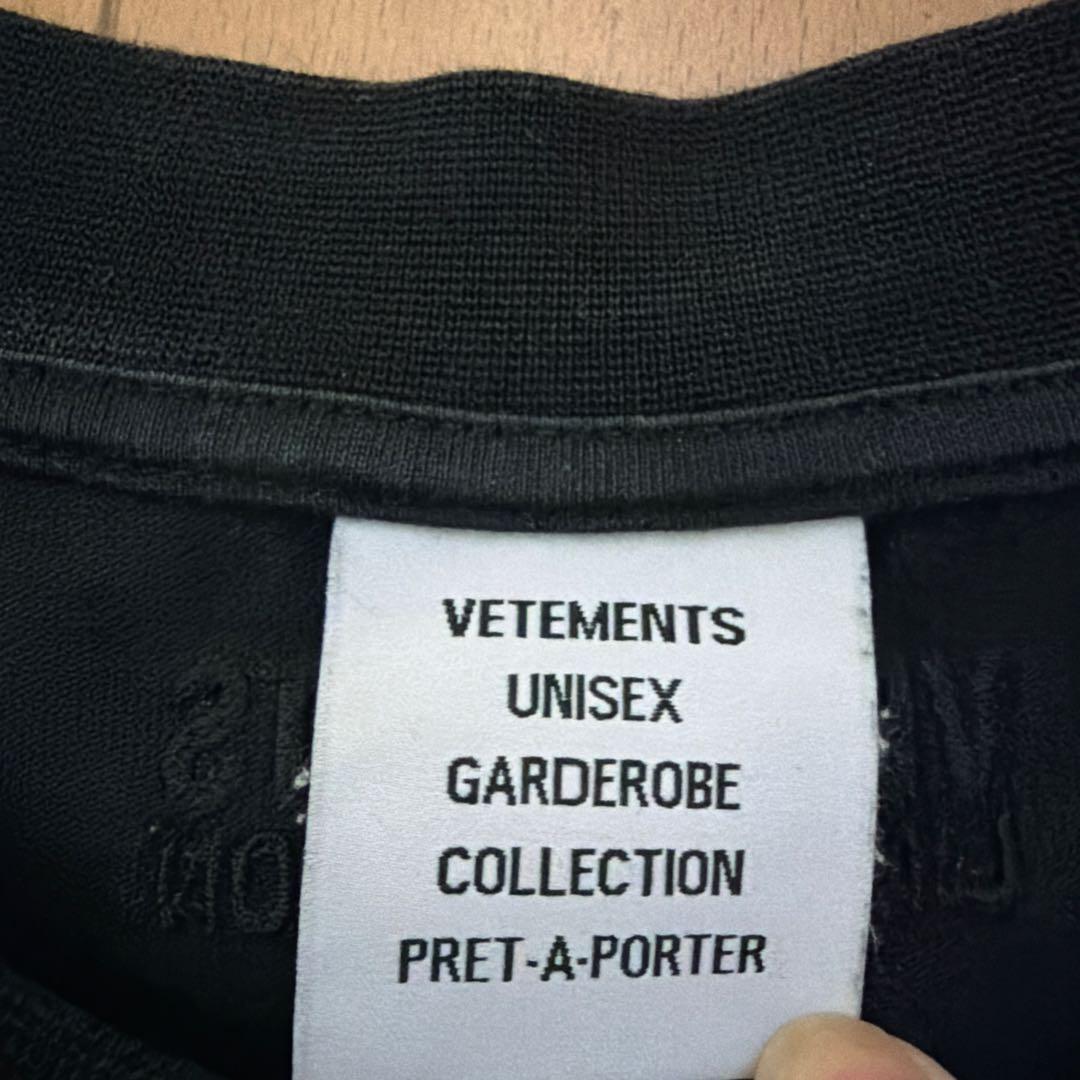 VETEMENTS
UNISEX
GARDEROBE
COLLECTION
PRET-A-PORTER